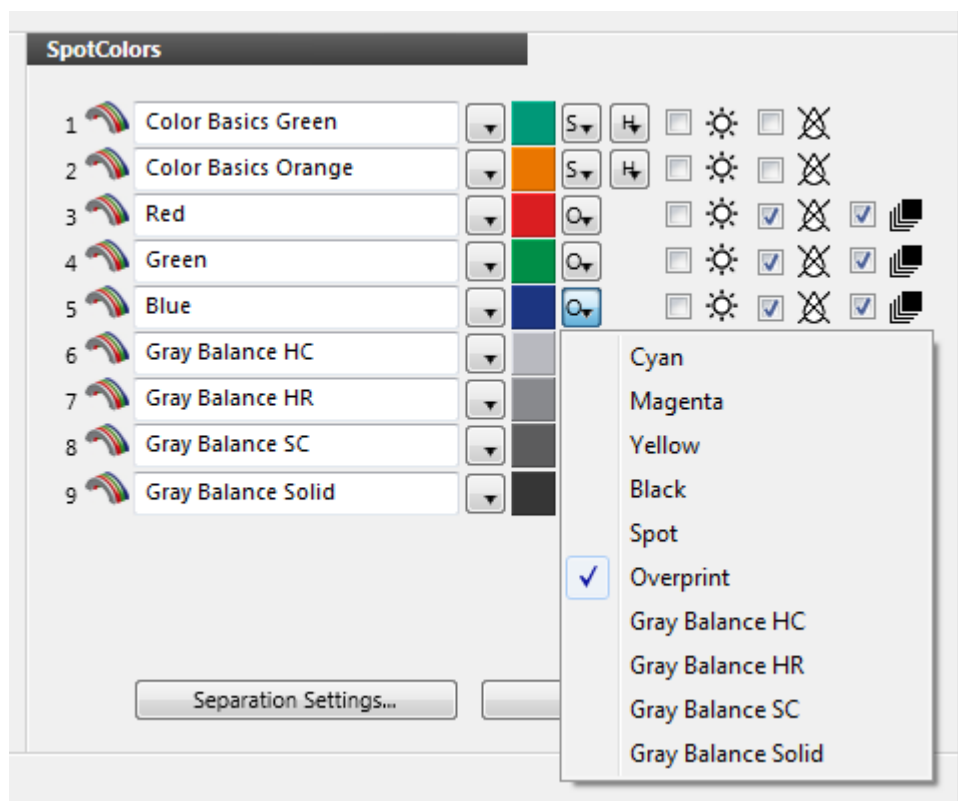 SpotColors
1 Color Basics Green S H
2 Color Basics Orange S H
3 Red O
4 Green O
5 Blue O
6 Gray Balance HC
7 Gray Balance HR
8 Gray Balance SC
9 Gray Balance Solid
Cyan
Magenta
Yellow
Black
Spot
Overprint
Gray Balance HC
Gray Balance HR
Gray Balance SC
Gray Balance Solid
Separation Settings...